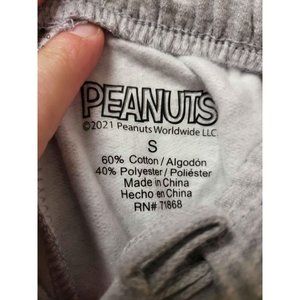 PEANUTS
©2021 Peanuts Worldwide LLC
S
60% Cotton / Algodón
40% Polyester / Poliéster
Made in China
Hecho en China
RN# 71868